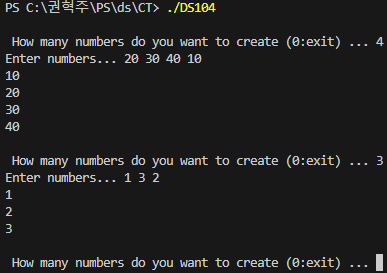 PS C:\권혁주\PS\ds\CT> ./DS104
How many numbers do you want to create (0:exit) ... 4
Enter numbers... 20 30 40 10
10
20
30
40
How many numbers do you want to create (0:exit) ... 3
Enter numbers... 1 3 2
1
2
3
How many numbers do you want to create (0:exit) ...